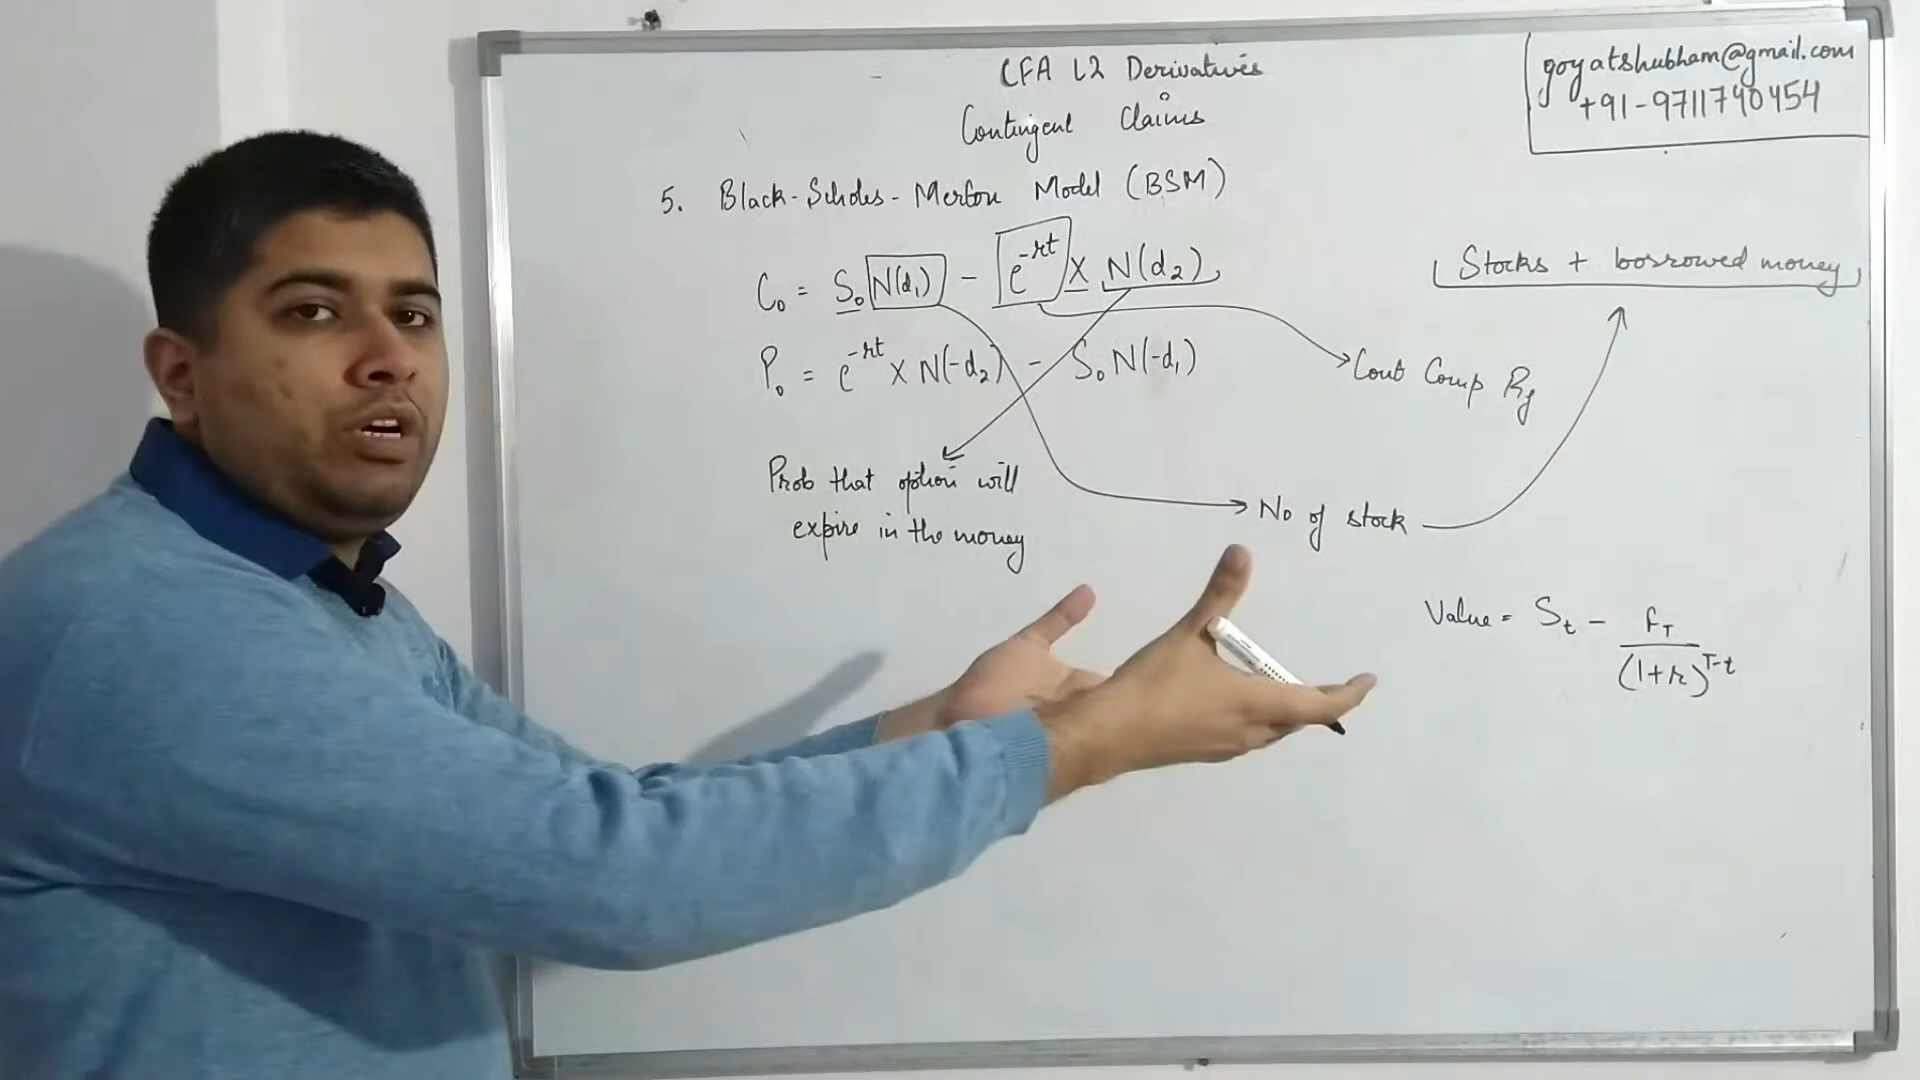 CFA L2 Derivatives
Contingent Claims
goyatshubham@gmail.com
+91-9711740454
5. Black-Scholes-Merton Model (BSM)
C₀ = S₀ N(d₁) - e^-rt X N(d₂)
Stocks + borrowed money
P₀ = e^-rt X N(-d₂) - S₀ N(-d₁)
Cont Comp Rf
Prob that option will
expire in the money
No of stock
Value = S_t - F_T / (1+r)^T-t